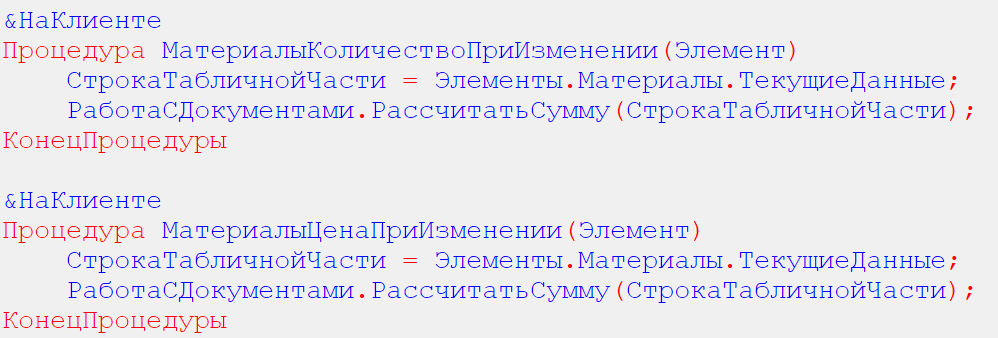 &НаКлиенте
Процедура МатериалыКоличествоПриИзменении(Элемент)
СтрокаТабличнойЧасти = Элементы.Материалы.ТекущиеДанные;
РаботаСДокументами.РассчитатьСумму(СтрокаТабличнойЧасти);
КонецПроцедуры
&НаКлиенте
Процедура МатериалыЦенаПриИзменении(Элемент)
СтрокаТабличнойЧасти = Элементы.Материалы.ТекущиеДанные;
РаботаСДокументами.РассчитатьСумму(СтрокаТабличнойЧасти);
КонецПроцедуры